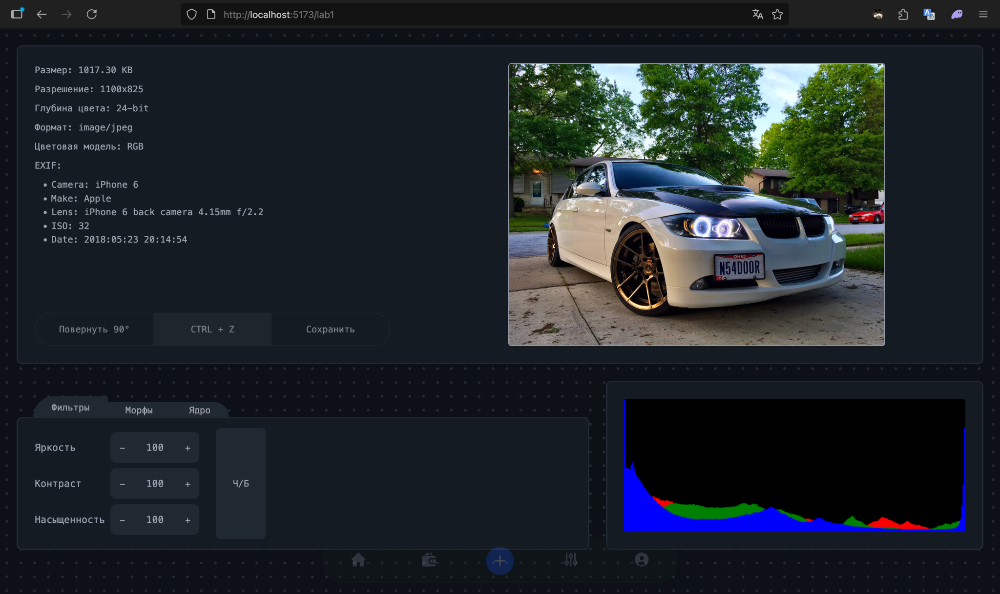 http://localhost:5173/lab1
Размер: 1017.30 KB
Разрешение: 1100x825
Глубина цвета: 24-bit
Формат: image/jpeg
Цветовая модель: RGB
EXIF:
• Camera: iPhone 6
• Make: Apple
• Lens: iPhone 6 back camera 4.15mm f/2.2
• ISO: 32
• Date: 2018:05:23 20:14:54
OHIO
N54DOOR
76
Повернуть 90°
CTRL + Z
Сохранить
Фильтры
Морфы
Ядро
Яркость
– 100 +
Контраст
– 100 +
Насыщенность
– 100 +
Ч/Б